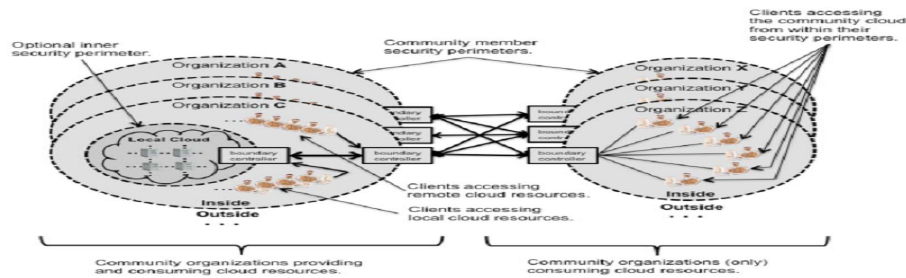 Clients accessing
the community cloud
from within their
security perimeters.
Optional inner
security perimeter.
Community member
security perimeters.
Organization A
Organization B
Organization C
Organization X
Organization
Local Cloud
boundary
controller
boundary
controller
boundary
controller
Inside
Outside
. . .
Clients accessing
remote cloud resources.
Clients accessing
local cloud resources.
Inside
Outside
. . .
Community organizations providing
and consuming cloud resources.
Community organizations (only)
consuming cloud resources.